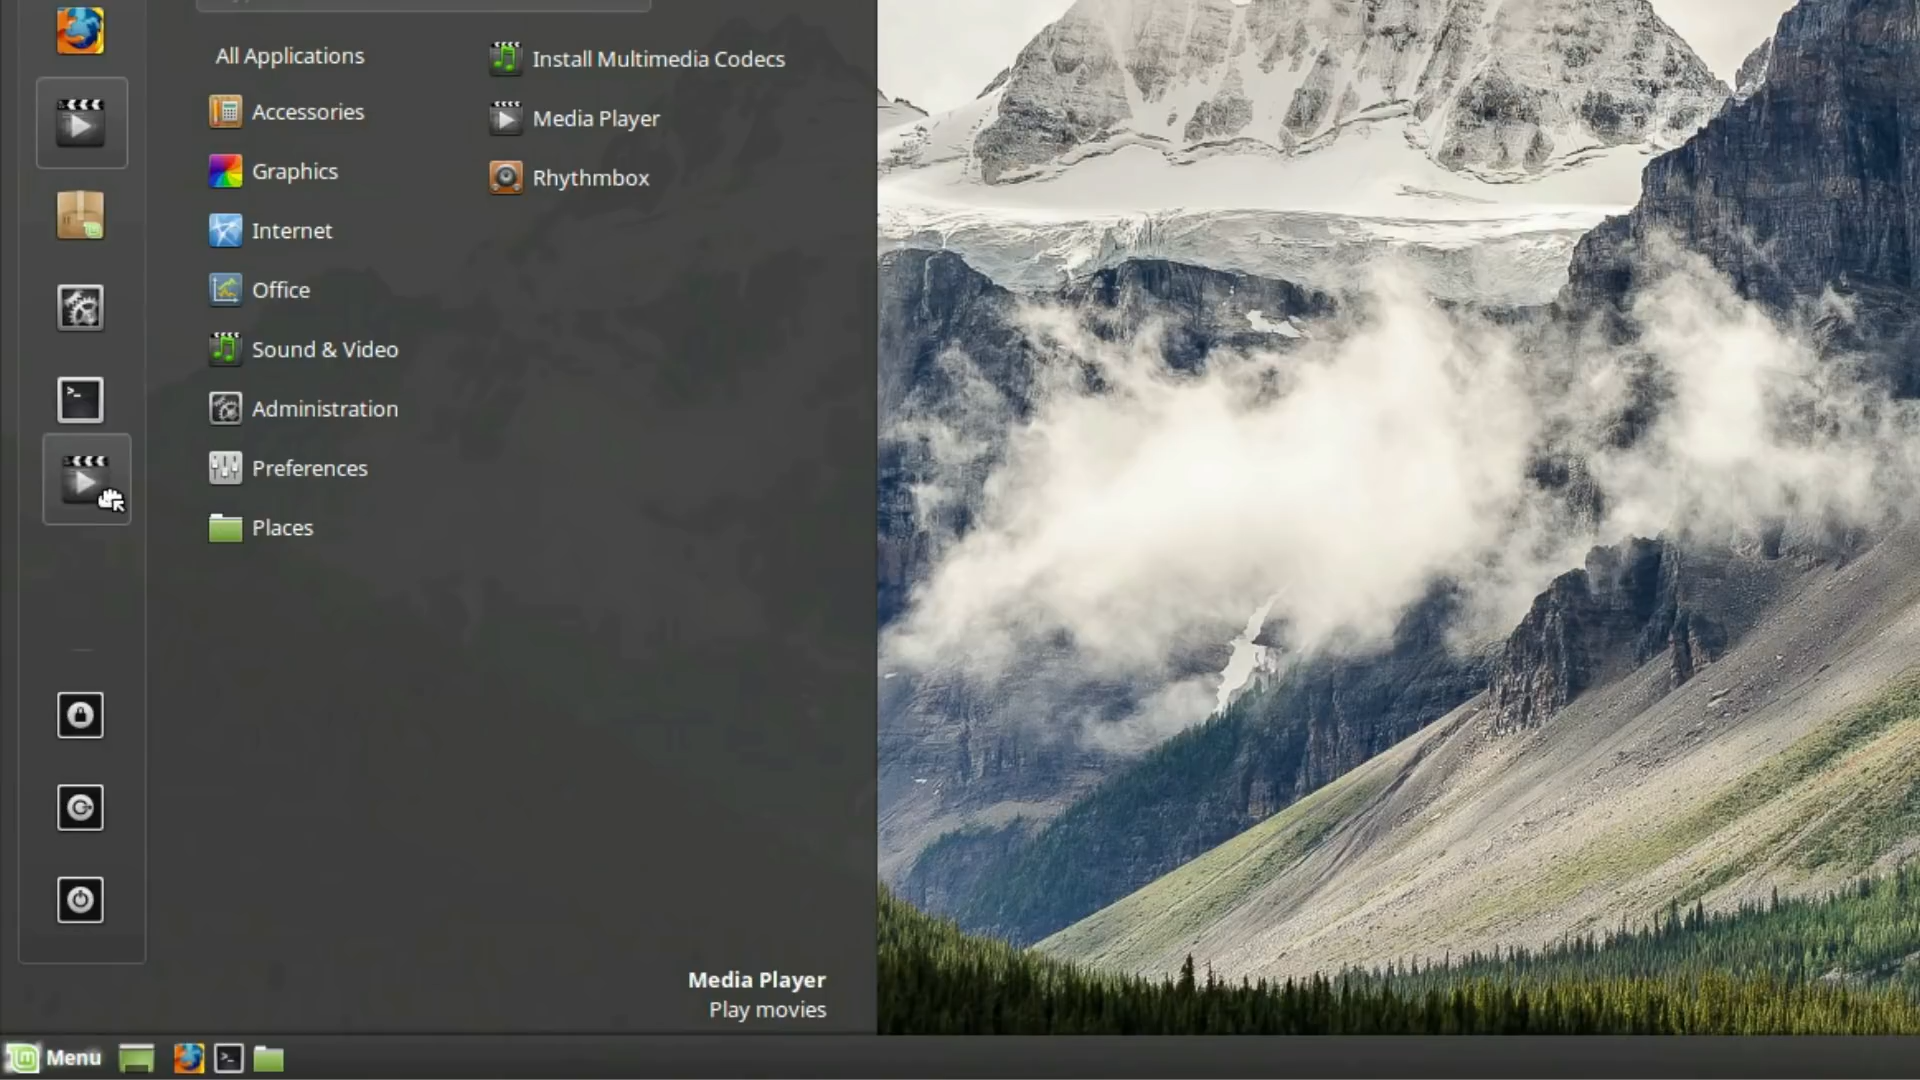 All Applications
Accessories
Graphics
Internet
Office
Sound & Video
Administration
Preferences
Places
Install Multimedia Codecs
Media Player
Rhythmbox
Media Player
Play movies
Menu